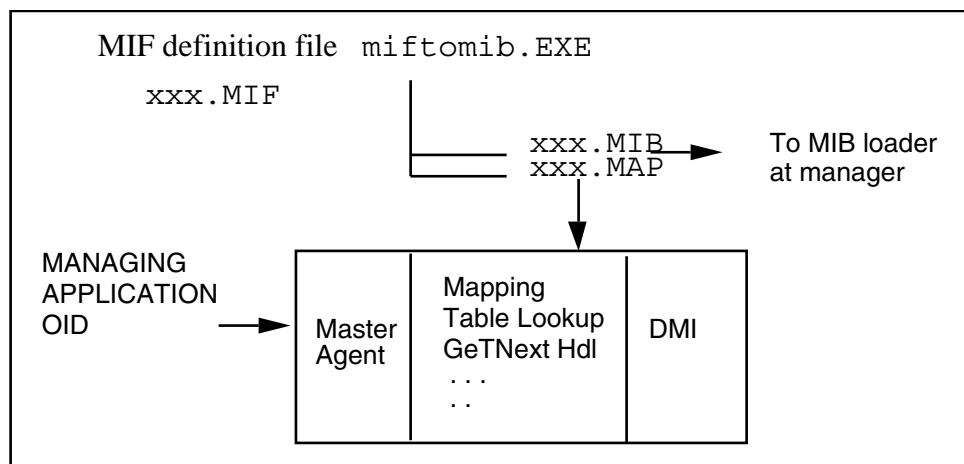 MIF definition file miftomib.EXE
xxx.MIF
xxx.MIB
xxx.MAP
To MIB loader
at manager
MANAGING
APPLICATION
OID
Master
Agent
Mapping
Table Lookup
GeTNext Hdl
...
..
DMI